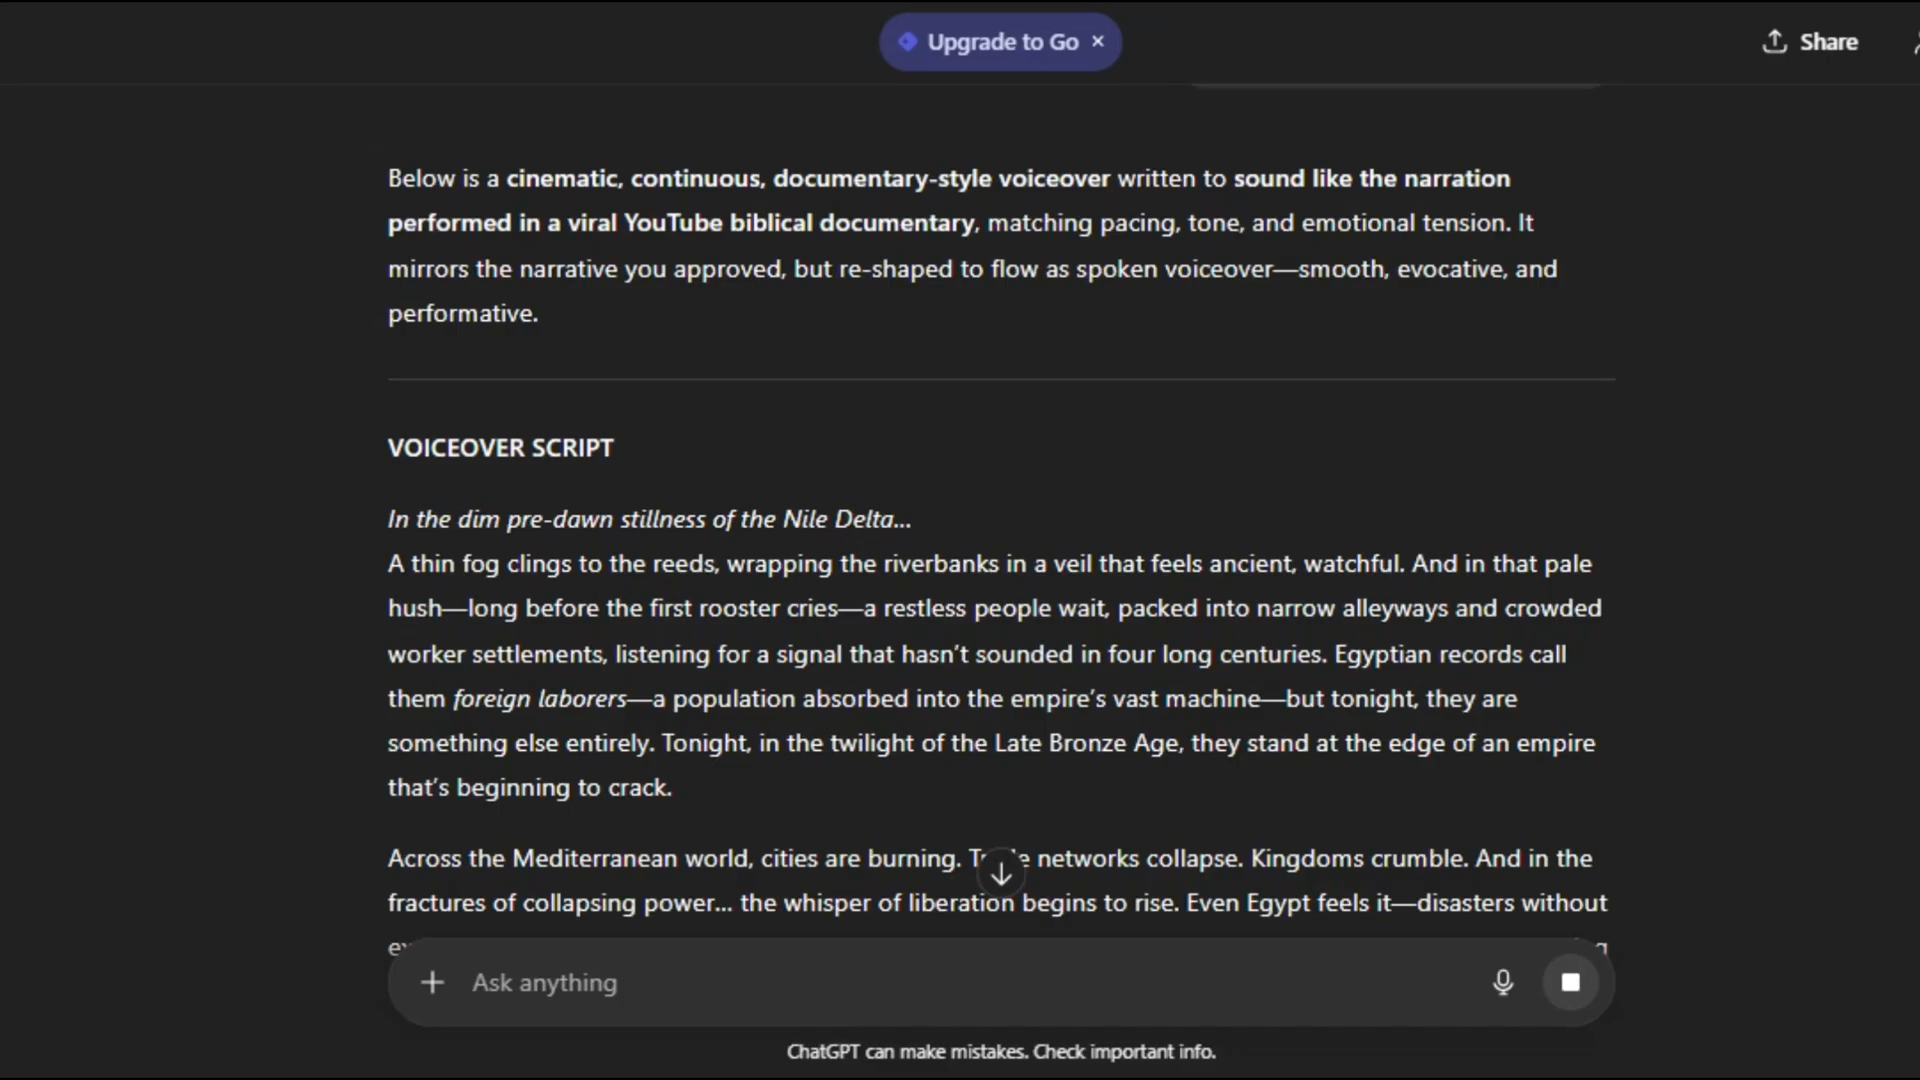 Upgrade to Go ×
Share
Below is a cinematic, continuous, documentary-style voiceover written to sound like the narration
performed in a viral YouTube biblical documentary, matching pacing, tone, and emotional tension. It
mirrors the narrative you approved, but re-shaped to flow as spoken voiceover—smooth, evocative, and
performative.
VOICEOVER SCRIPT
In the dim pre-dawn stillness of the Nile Delta...
A thin fog clings to the reeds, wrapping the riverbanks in a veil that feels ancient, watchful. And in that pale
hush—long before the first rooster cries—a restless people wait, packed into narrow alleyways and crowded
worker settlements, listening for a signal that hasn’t sounded in four long centuries. Egyptian records call
them foreign laborers—a population absorbed into the empire’s vast machine—but tonight, they are
something else entirely. Tonight, in the twilight of the Late Bronze Age, they stand at the edge of an empire
that’s beginning to crack.
Across the Mediterranean world, cities are burning. networks collapse. Kingdoms crumble. And in the
fractures of collapsing power... the whisper of liberation begins to rise. Even Egypt feels it—disasters without
Ask anything
ChatGPT can make mistakes. Check important info.